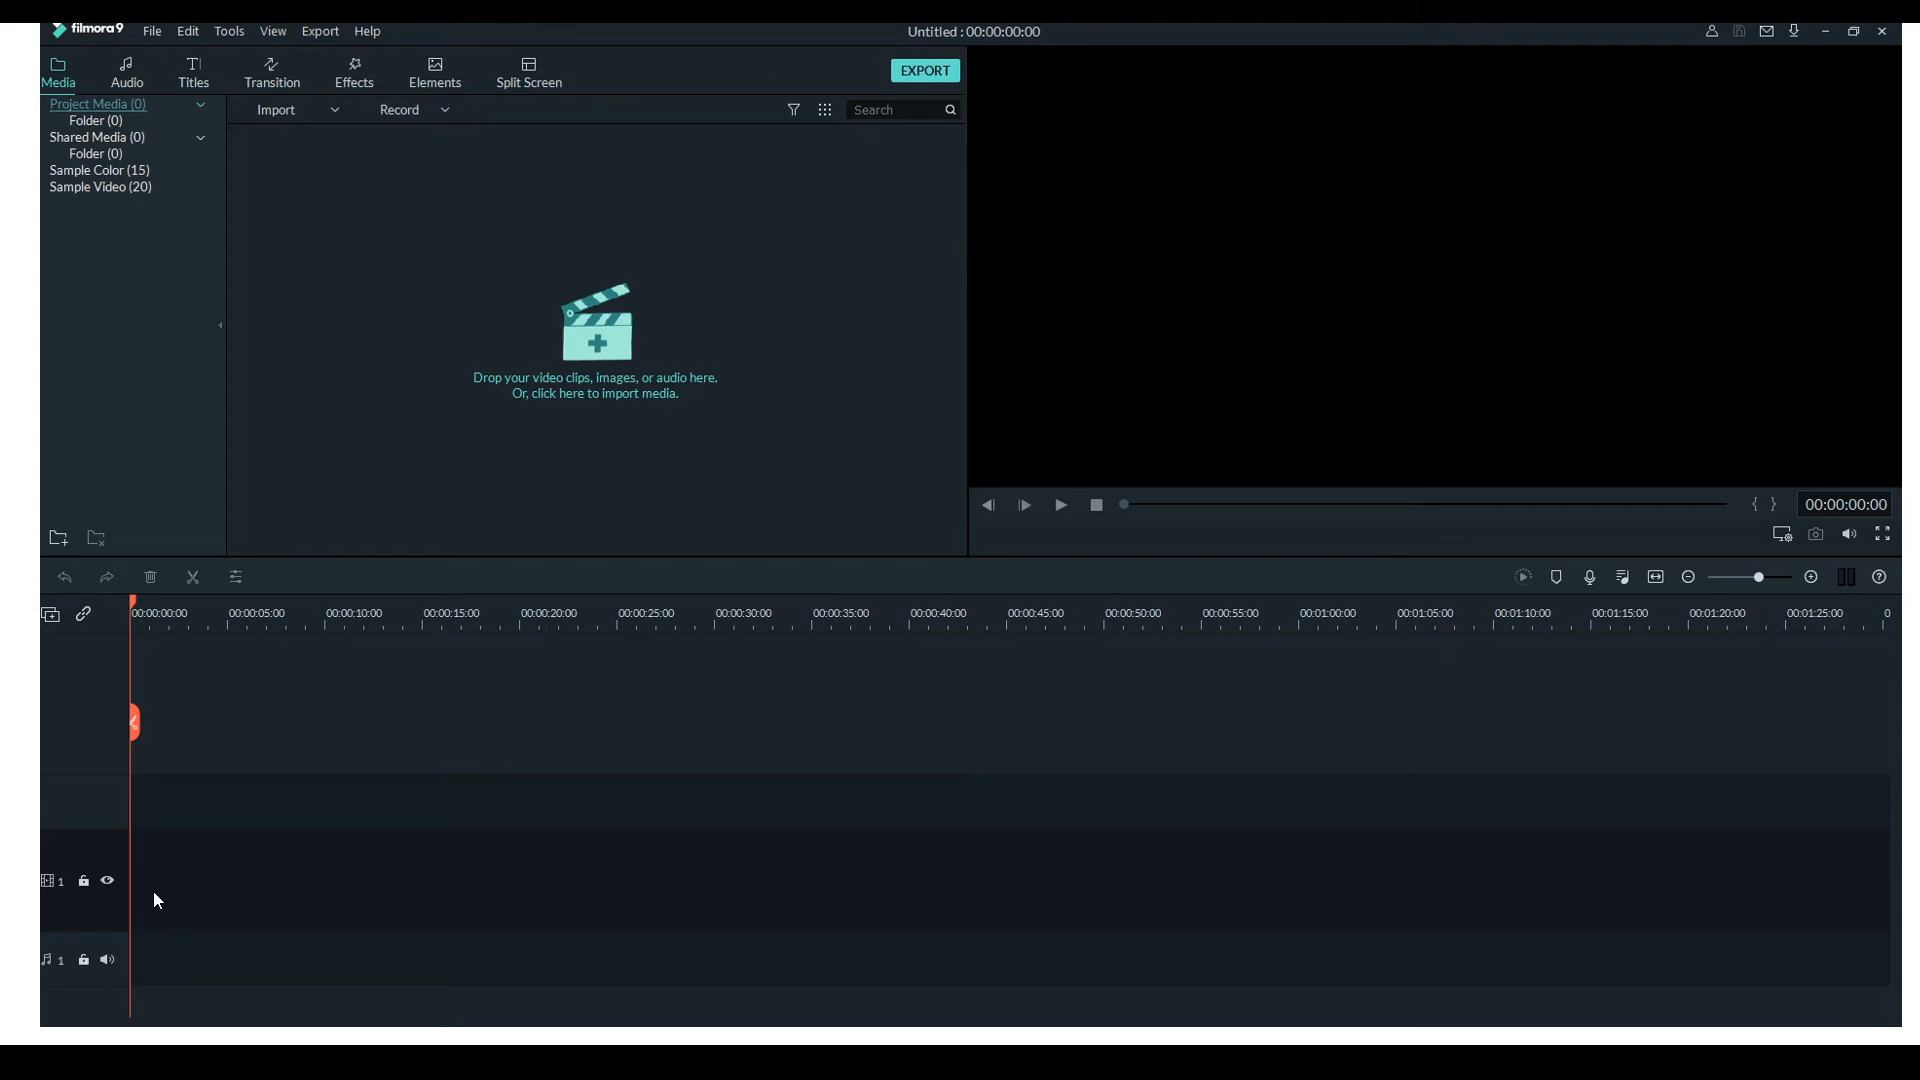 filmora9 File Edit Tools View Export Help Untitled : 00:00:00:00
Media Audio Titles Transition Effects Elements Split Screen EXPORT
Project Media (0)
Folder (0)
Shared Media (0)
Folder (0)
Sample Color (15)
Sample Video (20)
Import Record Search
Drop your video clips, images, or audio here.
Or, click here to import media.
{ } 00:00:00:00
00:00:00:00 00:00:05:00 00:00:10:00 00:00:15:00 00:00:20:00 00:00:25:00 00:00:30:00 00:00:35:00 00:00:40:00 00:00:45:00 00:00:50:00 00:00:55:00 00:01:00:00 00:01:05:00 00:01:10:00 00:01:15:00 00:01:20:00 00:01:25:00 0
1
1